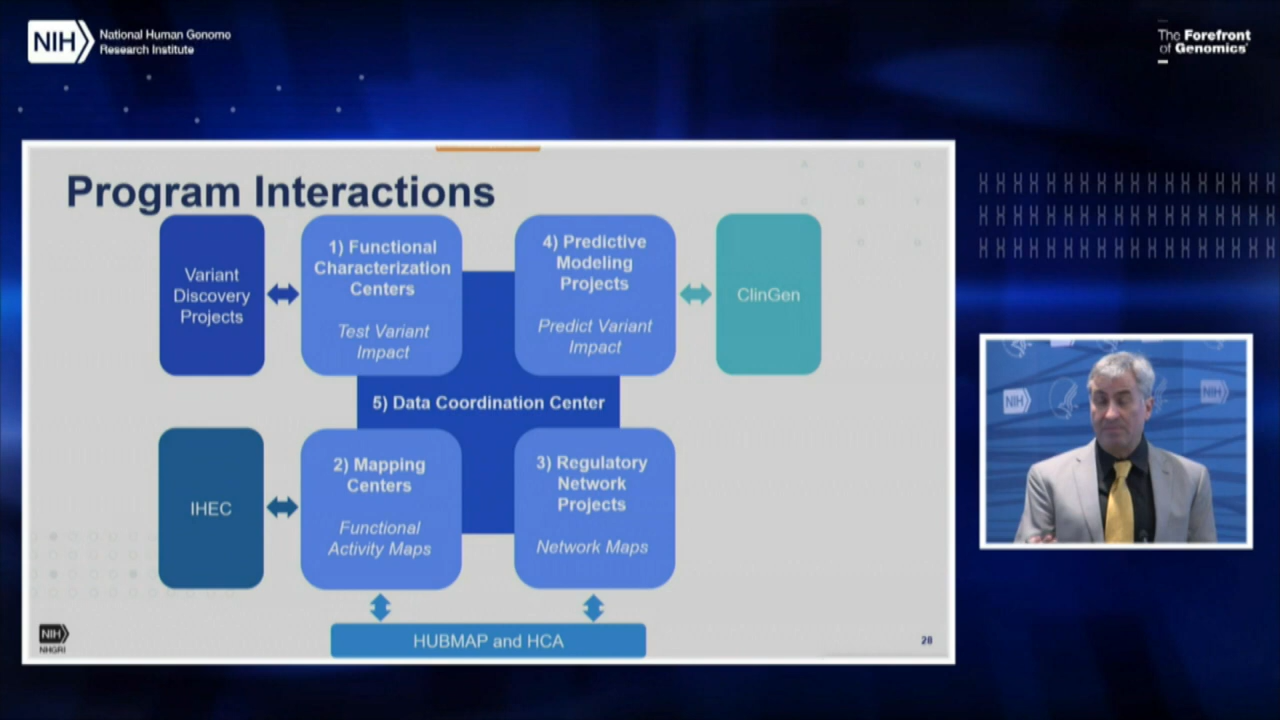 NIH
National Human Genome
Research Institute
The Forefront
of Genomics
Program Interactions
Variant
Discovery
Projects
1) Functional
Characterization
Centers
Test Variant
Impact
4) Predictive
Modeling
Projects
Predict Variant
Impact
ClinGen
5) Data Coordination Center
IHEC
2) Mapping
Centers
Functional
Activity Maps
3) Regulatory
Network
Projects
Network Maps
HUBMAP and HCA
NIH
NHGRI
28
NIH
NIH